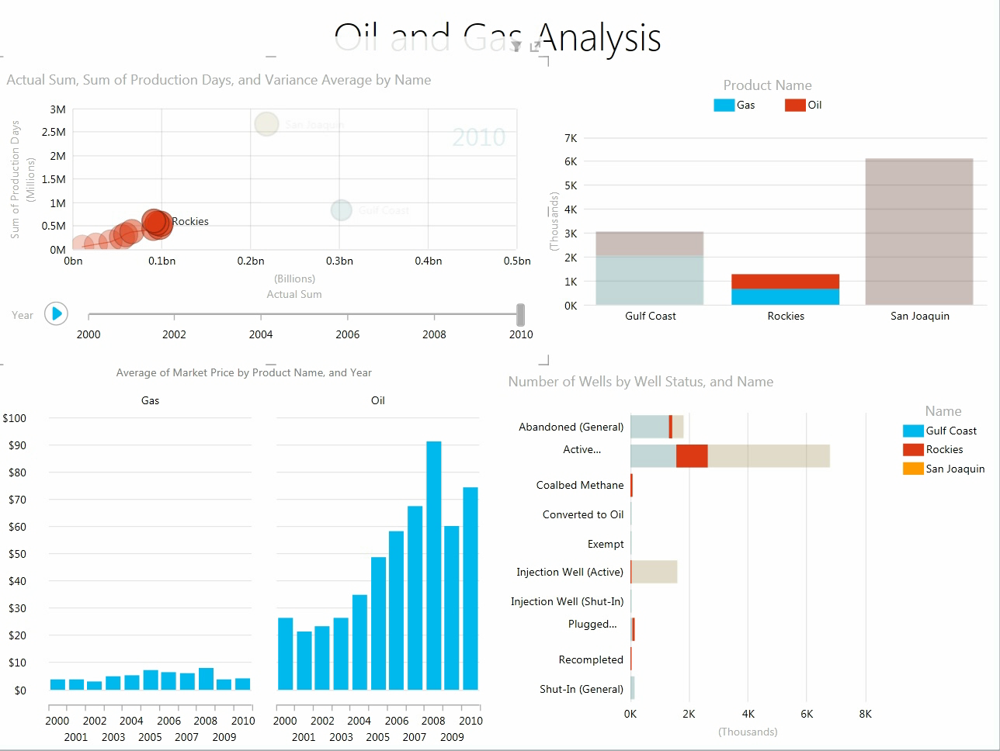 Oil and Gas Analysis
Actual Sum, Sum of Production Days, and Variance Average by Name
Sum of Production Days
(Millions)
3M
2.5M
2M
1.5M
1M
0.5M
0M
San Joaquin
2010
Gulf Coast
Rockies
0bn 0.1bn 0.2bn 0.3bn 0.4bn 0.5bn
(Billions)
Actual Sum
Year
2000 2002 2004 2006 2008 2010
Product Name
Gas Oil
(Thousands)
7K
6K
5K
4K
3K
2K
1K
0K
Gulf Coast Rockies San Joaquin
Average of Market Price by Product Name, and Year
Gas Oil
$100
$90
$80
$70
$60
$50
$40
$30
$20
$10
$0
2000 2002 2004 2006 2008 2010 2000 2002 2004 2006 2008 2010
2001 2003 2005 2007 2009 2001 2003 2005 2007 2009
Number of Wells by Well Status, and Name
Abandoned (General)
Active...
Coalbed Methane
Converted to Oil
Exempt
Injection Well (Active)
Injection Well (Shut-In)
Plugged...
Recompleted
Shut-In (General)
0K 2K 4K 6K 8K
(Thousands)
Name
Gulf Coast
Rockies
San Joaquin